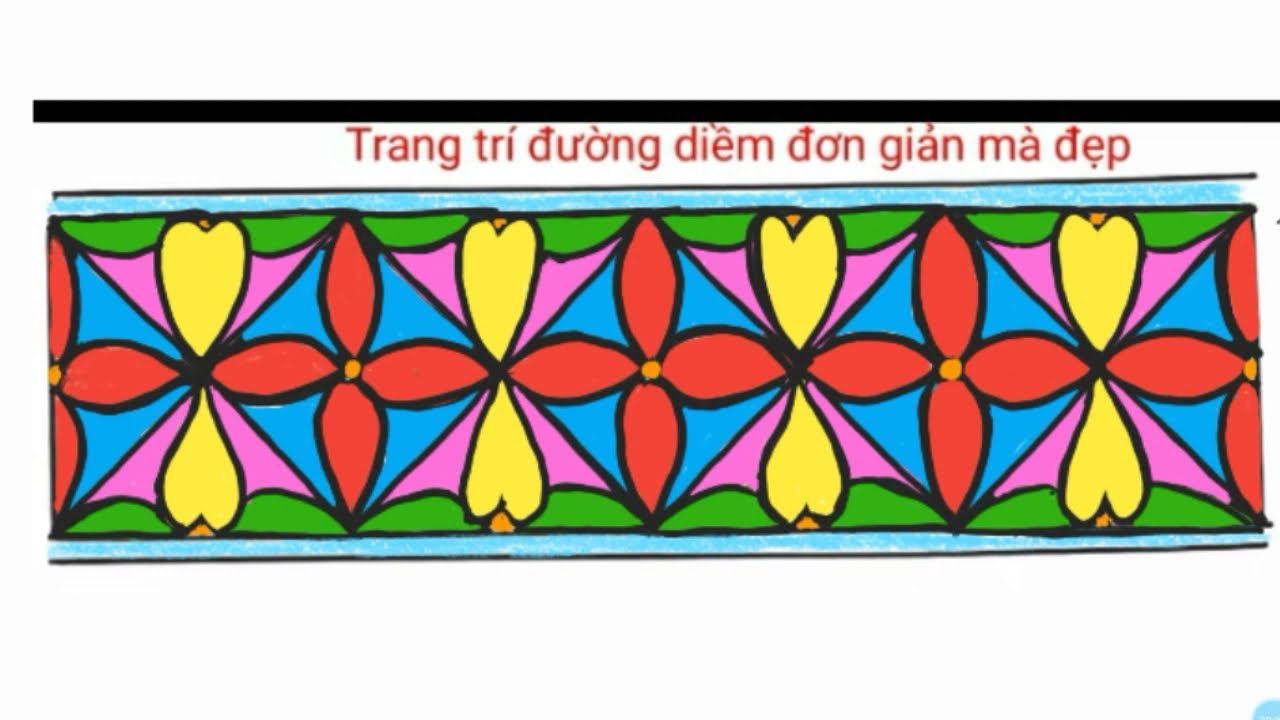 Trang trí đường diềm đơn giản mà đẹp